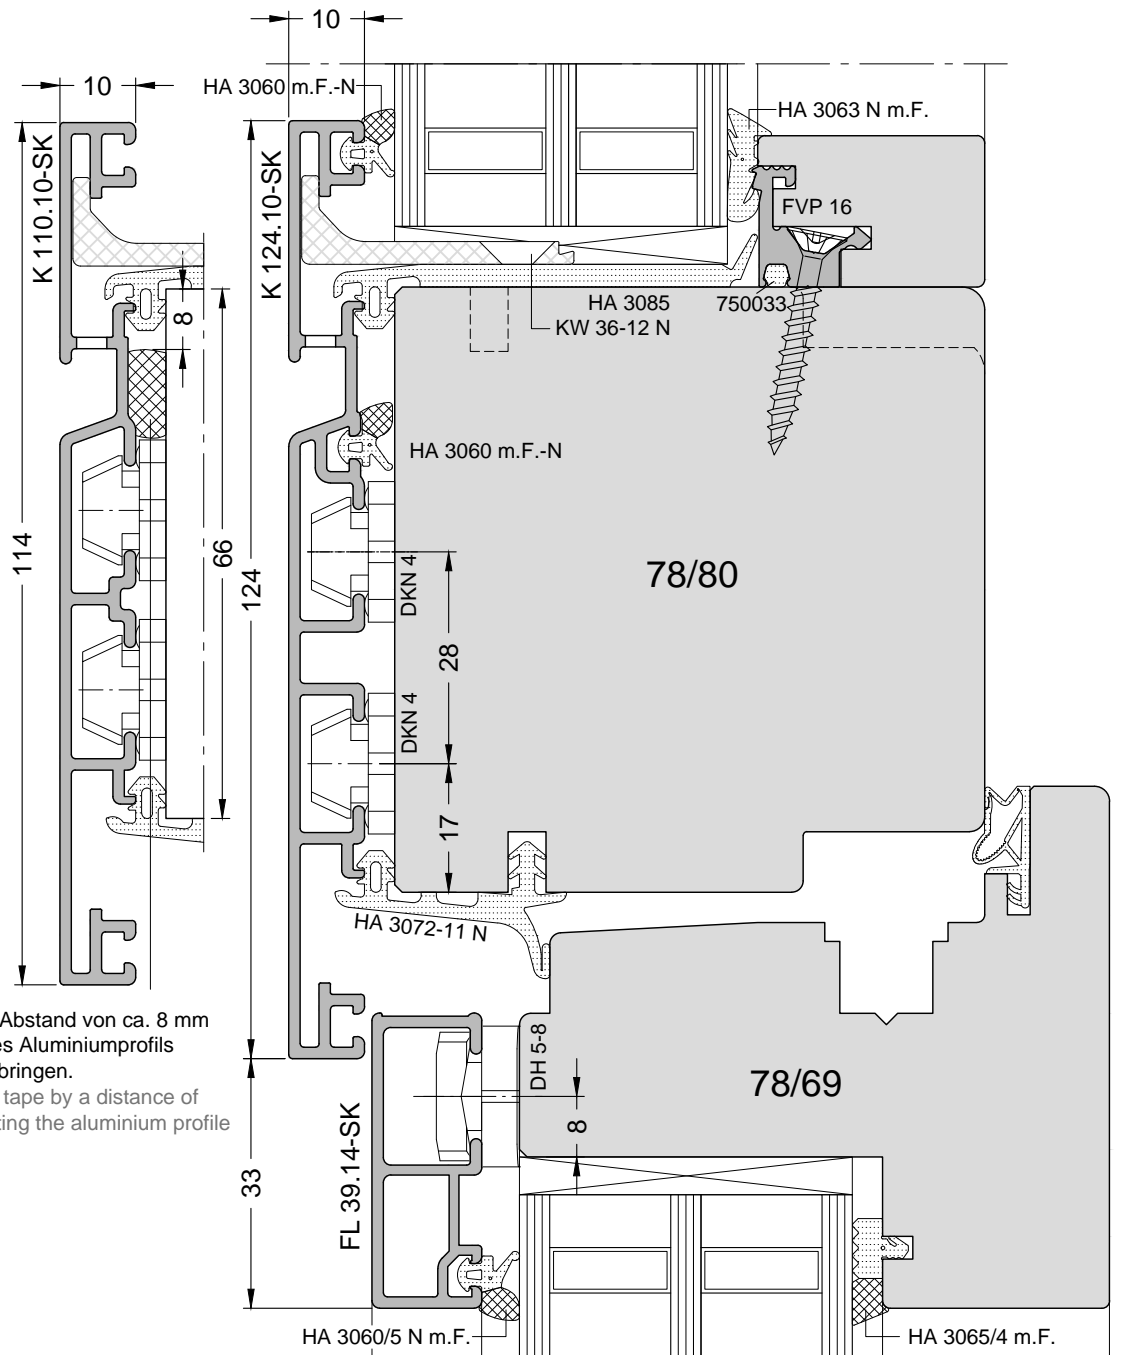 10
10
HA 3060 m.F.-N
HA 3063 N m.F.
K 110.10-SK
K 124.10-SK
FVP 16
8
HA 3085
750033
KW 36-12 N
HA 3060 m.F.-N
114
66
124
DKN 4
78/80
28
DKN 4
17
HA 3072-11 N
Abstand von ca. 8 mm
es Aluminiumprofils
bringen.
tape by a distance of
ting the aluminium profile
DH 5-8
78/69
8
33
FL 39.14-SK
HA 3060/5 N m.F.
HA 3065/4 m.F.